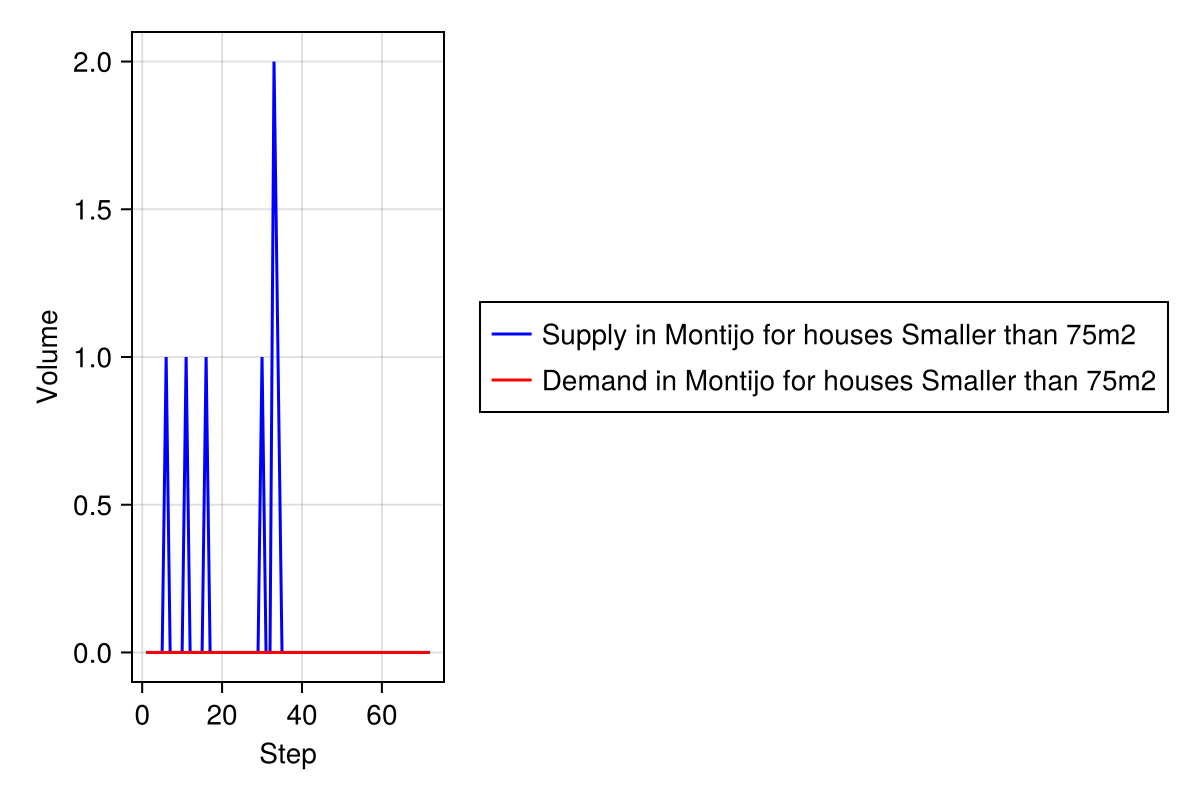 2.0
1.5
1.0
0.5
0.0
Volume
0 20 40 60
Step
Supply in Montijo for houses Smaller than 75m2
Demand in Montijo for houses Smaller than 75m2